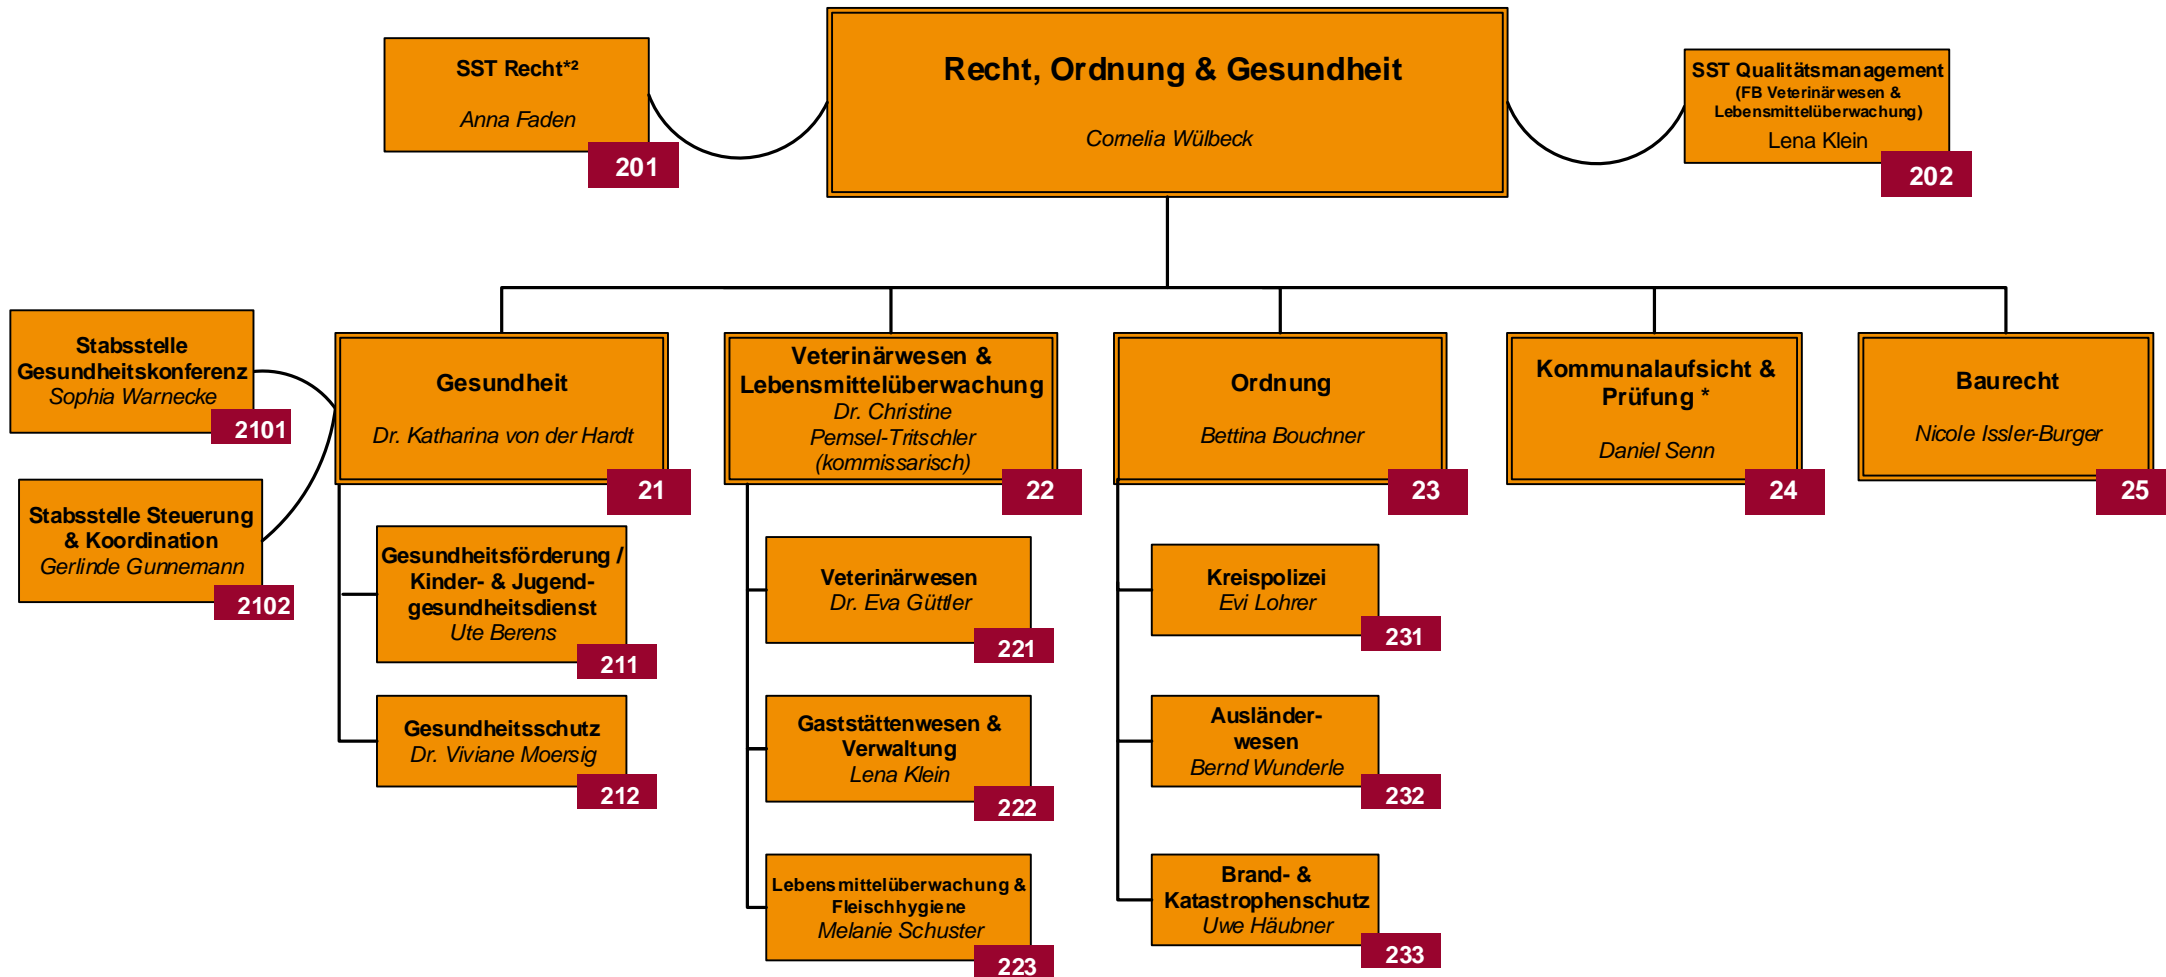 SST Recht*²
Anna Faden
201
Recht, Ordnung & Gesundheit
Cornelia Wülbeck
SST Qualitätsmanagement
(FB Veterinärwesen &
Lebensmittelüberwachung)
Lena Klein
202
Stabsstelle
Gesundheitskonferenz
Sophia Warnecke
2101
Stabsstelle Steuerung
& Koordination
Gerlinde Gunnemann
2102
Gesundheit
Dr. Katharina von der Hardt
21
Gesundheitsförderung /
Kinder- & Jugend-
gesundheitsdienst
Ute Berens
211
Gesundheitsschutz
Dr. Viviane Moersig
212
Veterinärwesen &
Lebensmittelüberwachung
Dr. Christine
Pemsel-Tritschler
(kommissarisch)
22
Veterinärwesen
Dr. Eva Güttler
221
Gaststättenwesen &
Verwaltung
Lena Klein
222
Lebensmittelüberwachung &
Fleischhygiene
Melanie Schuster
223
Ordnung
Bettina Bouchner
23
Kreispolizei
Evi Lohrer
231
Ausländer-
wesen
Bernd Wunderle
232
Brand- &
Katastrophenschutz
Uwe Häubner
233
Kommunalaufsicht &
Prüfung *
Daniel Senn
24
Baurecht
Nicole Issler-Burger
25